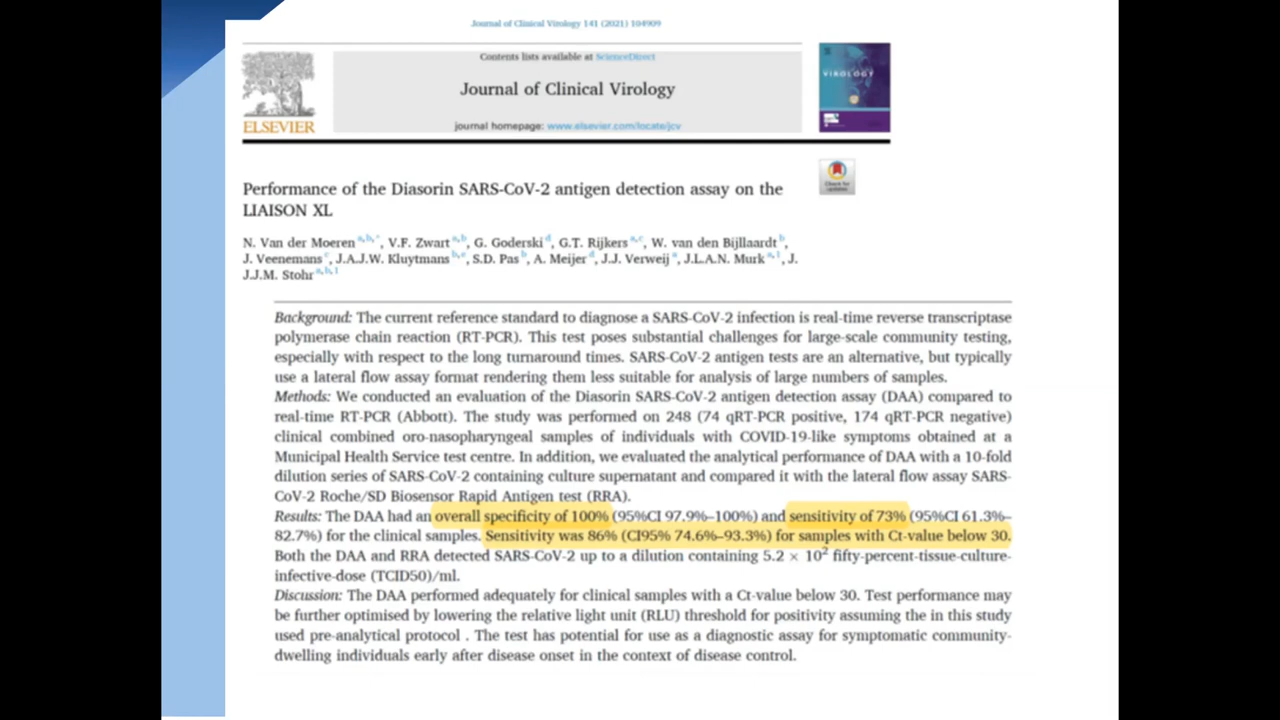 Journal of Clinical Virology 141 (2021) 104909
Contents lists available at ScienceDirect
Journal of Clinical Virology
journal homepage: www.elsevier.com/locate/jcv
ELSEVIER
VIROLOGY
Check for
updates
Performance of the Diasorin SARS-CoV-2 antigen detection assay on the
LIAISON XL
N. Van der Moeren a,b,*, V.F. Zwart a,b, G. Goderski d, G.T. Rijkers a,c, W. van den Bijllaardt b,
J. Veenemans c, J.A.J.W. Kluytmans b,e, S.D. Pas b, A. Meijer d, J.J. Verweij a, J.L.A.N. Murk a,1, J.
J.J.M. Stohr a,b,1
Background: The current reference standard to diagnose a SARS-CoV-2 infection is real-time reverse transcriptase
polymerase chain reaction (RT-PCR). This test poses substantial challenges for large-scale community testing,
especially with respect to the long turnaround times. SARS-CoV-2 antigen tests are an alternative, but typically
use a lateral flow assay format rendering them less suitable for analysis of large numbers of samples.
Methods: We conducted an evaluation of the Diasorin SARS-CoV-2 antigen detection assay (DAA) compared to
real-time RT-PCR (Abbott). The study was performed on 248 (74 qRT-PCR positive, 174 qRT-PCR negative)
clinical combined oro-nasopharyngeal samples of individuals with COVID-19-like symptoms obtained at a
Municipal Health Service test centre. In addition, we evaluated the analytical performance of DAA with a 10-fold
dilution series of SARS-CoV-2 containing culture supernatant and compared it with the lateral flow assay SARS-
CoV-2 Roche/SD Biosensor Rapid Antigen test (RRA).
Results: The DAA had an overall specificity of 100% (95%CI 97.9%–100%) and sensitivity of 73% (95%CI 61.3%–
82.7%) for the clinical samples. Sensitivity was 86% (CI95% 74.6%–93.3%) for samples with Ct-value below 30.
Both the DAA and RRA detected SARS-CoV-2 up to a dilution containing 5.2 × 10² fifty-percent-tissue-culture-
infective-dose (TCID50)/ml.
Discussion: The DAA performed adequately for clinical samples with a Ct-value below 30. Test performance may
be further optimised by lowering the relative light unit (RLU) threshold for positivity assuming the in this study
used pre-analytical protocol . The test has potential for use as a diagnostic assay for symptomatic community-
dwelling individuals early after disease onset in the context of disease control.